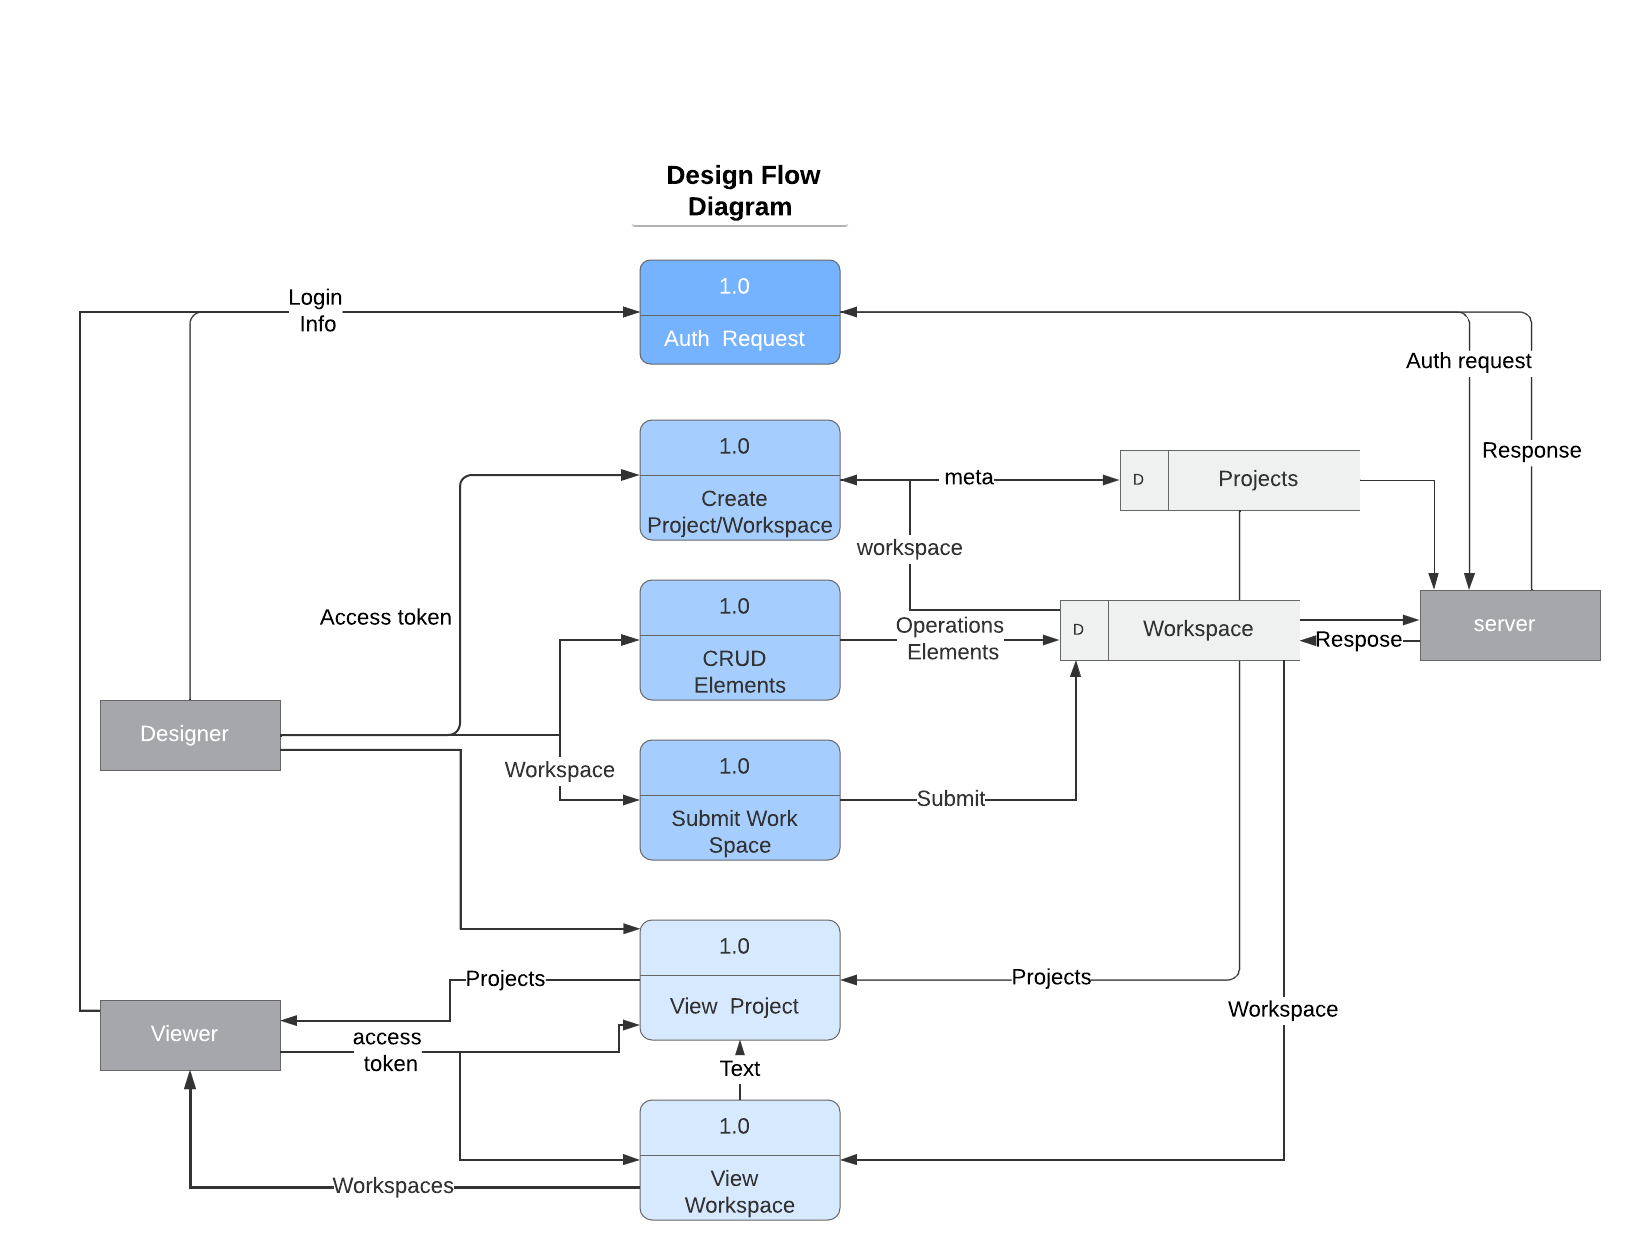 Design Flow
Diagram
1.0
Auth Request
Login
Info
Auth request
Response
1.0
Create
Project/Workspace
meta
D
Projects
workspace
Access token
1.0
CRUD
Elements
Operations
Elements
D
Workspace
Respose
server
Designer
Workspace
1.0
Submit Work
Space
Submit
1.0
View Project
Projects
Projects
Workspace
Viewer
access
token
Text
1.0
View
Workspace
Workspaces